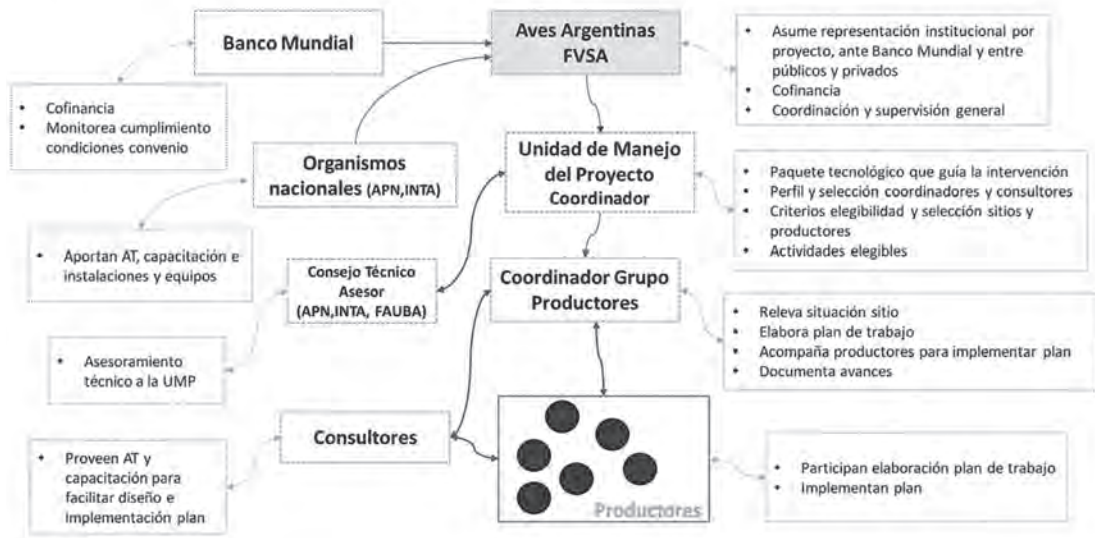 Banco Mundial
Aves Argentinas
FVSA
• Asume representación institucional por
proyecto, ante Banco Mundial y entre
públicos y privados
• Cofinancia
• Coordinación y supervisión general
• Cofinancia
• Monitorea cumplimiento
condiciones convenio
Organismos
nacionales (APN,INTA)
Unidad de Manejo
del Proyecto
Coordinador
• Paquete tecnológico que guía la intervención
• Perfil y selección coordinadores y consultores
• Criterios elegibilidad y selección sitios y
productores
• Actividades elegibles
• Aportan AT, capacitación e
instalaciones y equipos
Consejo Técnico
Asesor
(APN,INTA, FAUBA)
Coordinador Grupo
Productores
• Releva situación sitio
• Elabora plan de trabajo
• Acompaña productores para implementar plan
• Documenta avances
• Asesoramiento
técnico a la UMP
Consultores
• Proveen AT y
capacitación para
facilitar diseño e
Implementación plan
Productores
• Participan elaboración plan de trabajo
• Implementan plan